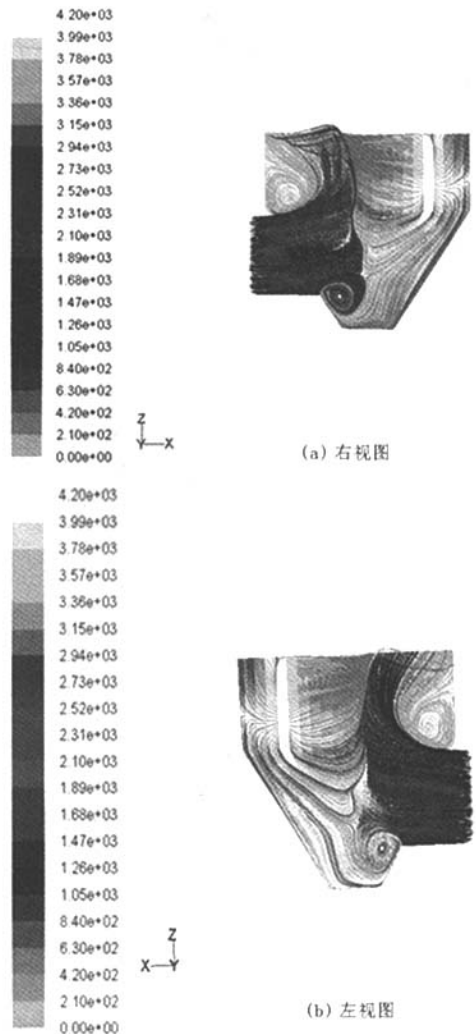 4.20e+03
3.99e+03
3.78e+03
3.57e+03
3.36e+03
3.15e+03
2.94e+03
2.73e+03
2.52e+03
2.31e+03
2.10e+03
1.89e+03
1.68e+03
1.47e+03
1.26e+03
1.05e+03
8.40e+02
6.30e+02
4.20e+02
2.10e+02
0.00e+00
Z
Y X
(a) 右视图
4.20e+03
3.99e+03
3.78e+03
3.57e+03
3.36e+03
3.15e+03
2.94e+03
2.73e+03
2.52e+03
2.31e+03
2.10e+03
1.89e+03
1.68e+03
1.47e+03
1.26e+03
1.05e+03
8.40e+02
6.30e+02
4.20e+02
2.10e+02
0.00e+00
Z
X Y
(b) 左视图